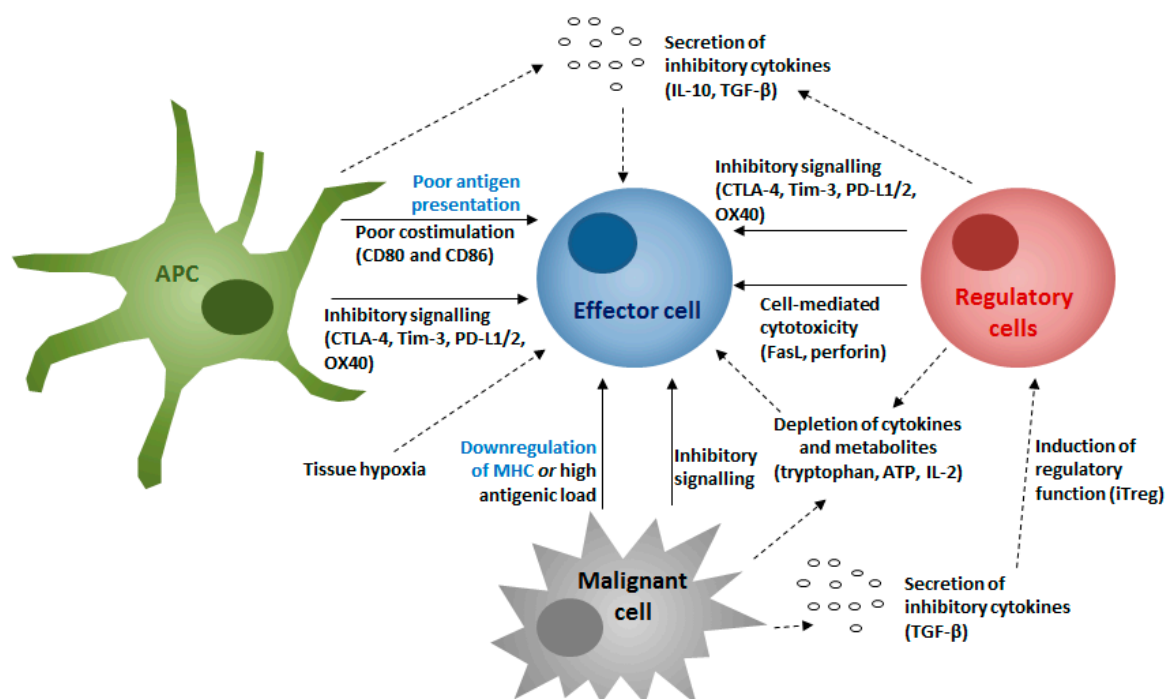 Secretion of
inhibitory cytokines
(IL-10, TGF-β)
Poor antigen
presentation
Poor costimulation
(CD80 and CD86)
APC
Inhibitory signalling
(CTLA-4, Tim-3, PD-L1/2,
OX40)
Effector cell
Inhibitory signalling
(CTLA-4, Tim-3, PD-L1/2,
OX40)
Cell-mediated
cytotoxicity
(FasL, perforin)
Regulatory
cells
Tissue hypoxia
Downregulation
of MHC or high
antigenic load
Inhibitory
signalling
Depletion of cytokines
and metabolites
(tryptophan, ATP, IL-2)
Induction of
regulatory
function (iTreg)
Malignant
cell
Secretion of
inhibitory cytokines
(TGF-β)